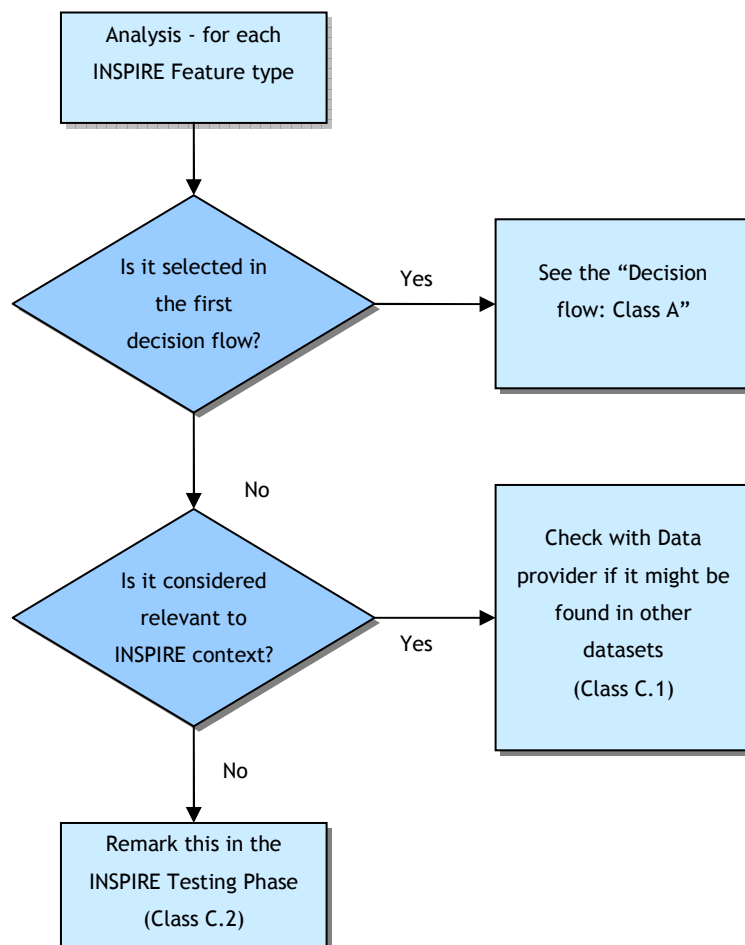 Analysis - for each
INSPIRE Feature type
Is it selected in
the first
decision flow?
Yes
See the “Decision
flow: Class A”
No
Is it considered
relevant to
INSPIRE context?
Yes
Check with Data
provider if it might be
found in other
datasets
(Class C.1)
No
Remark this in the
INSPIRE Testing Phase
(Class C.2)